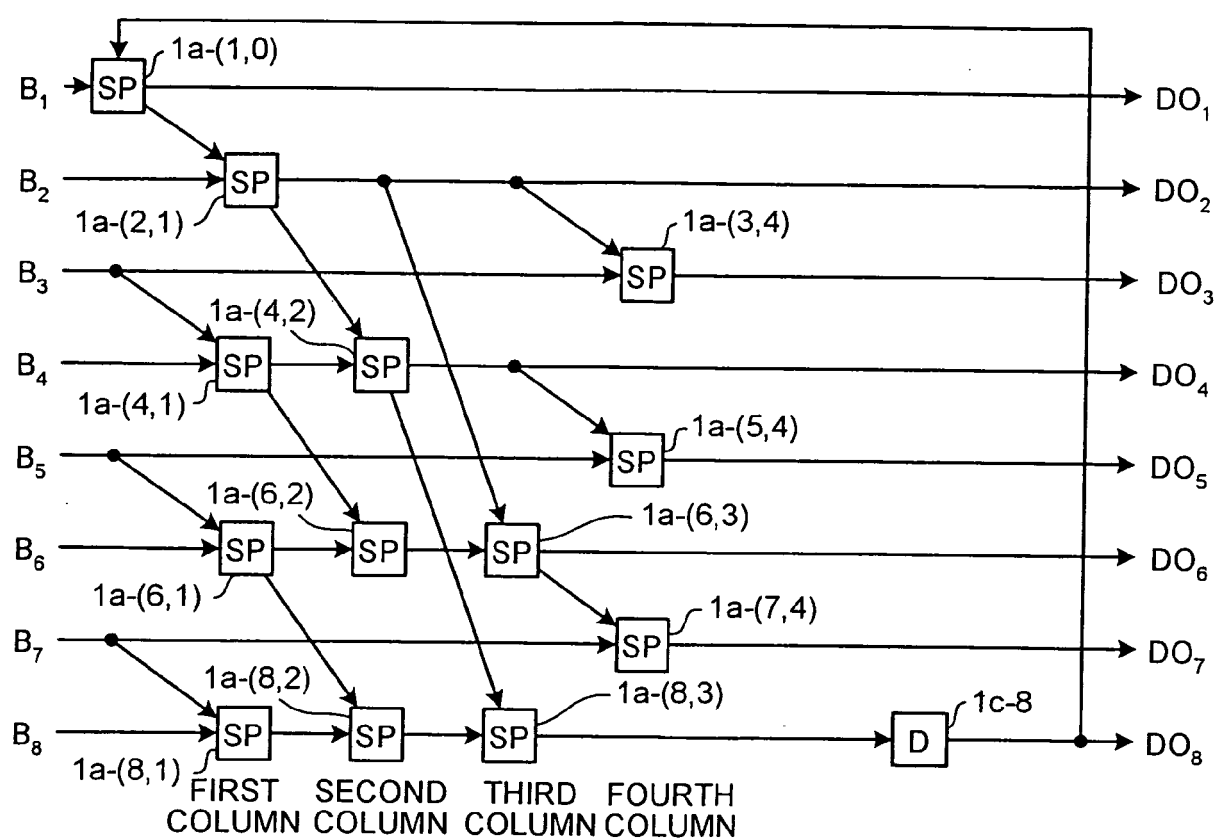 1a-(1,0)
B1 SP DO1
B2 SP DO2
1a-(2,1) 1a-(3,4)
B3 SP DO3
1a-(4,2)
B4 SP SP DO4
1a-(4,1) 1a-(5,4)
B5 SP DO5
1a-(6,2) 1a-(6,3)
B6 SP SP SP DO6
1a-(6,1) 1a-(7,4)
B7 SP DO7
1a-(8,2) 1a-(8,3) 1c-8
B8 SP SP SP D DO8
1a-(8,1)
FIRST SECOND THIRD FOURTH
COLUMN COLUMN COLUMN COLUMN